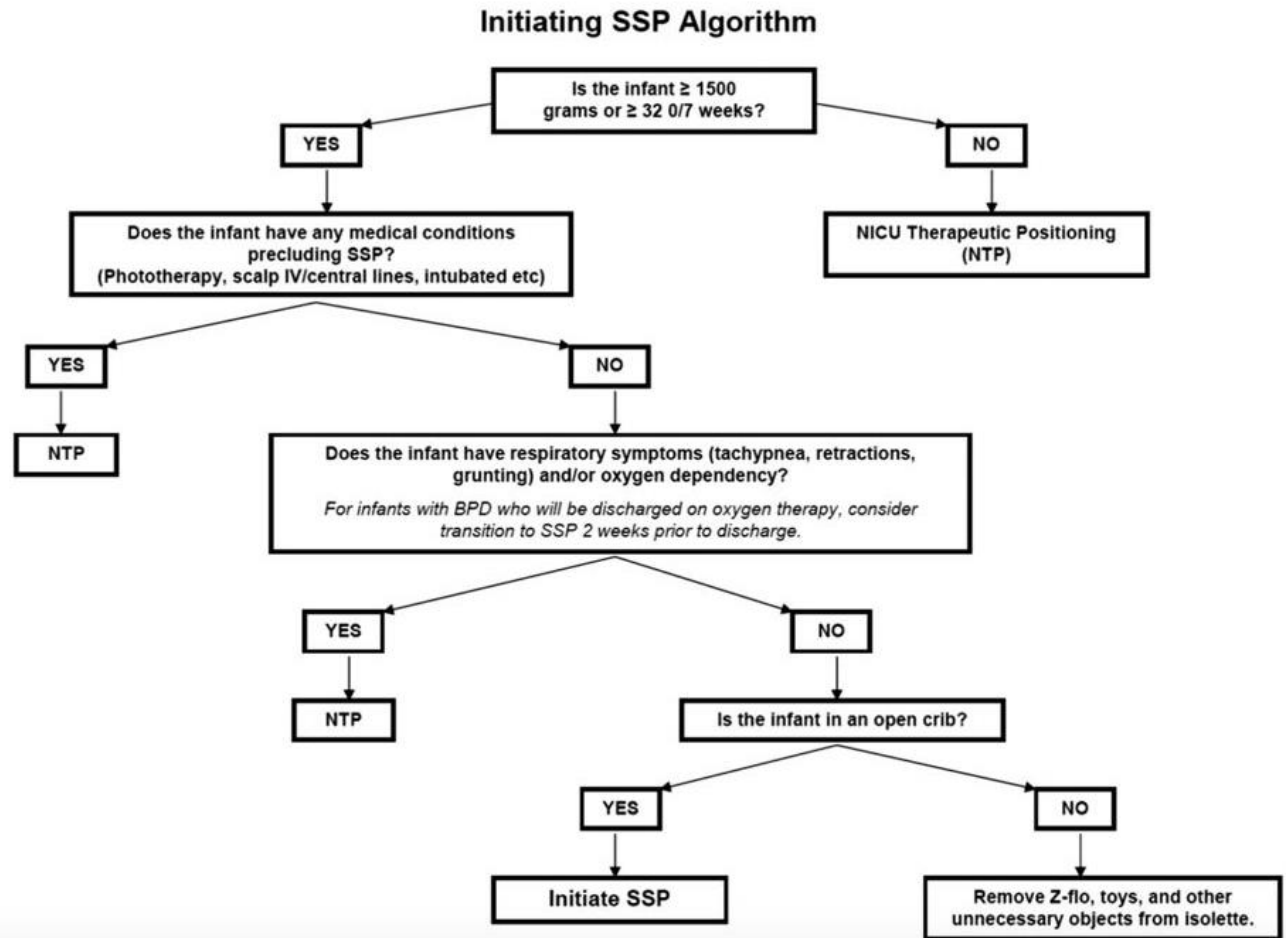 Initiating SSP Algorithm
Is the infant ≥ 1500
grams or ≥ 32 0/7 weeks?
YES
NO
Does the infant have any medical conditions
precluding SSP?
(Phototherapy, scalp IV/central lines, intubated etc)
NICU Therapeutic Positioning
(NTP)
YES
NO
NTP
Does the infant have respiratory symptoms (tachypnea, retractions,
grunting) and/or oxygen dependency?
For infants with BPD who will be discharged on oxygen therapy, consider
transition to SSP 2 weeks prior to discharge.
YES
NO
NTP
Is the infant in an open crib?
YES
NO
Initiate SSP
Remove Z-flo, toys, and other
unnecessary objects from isolette.